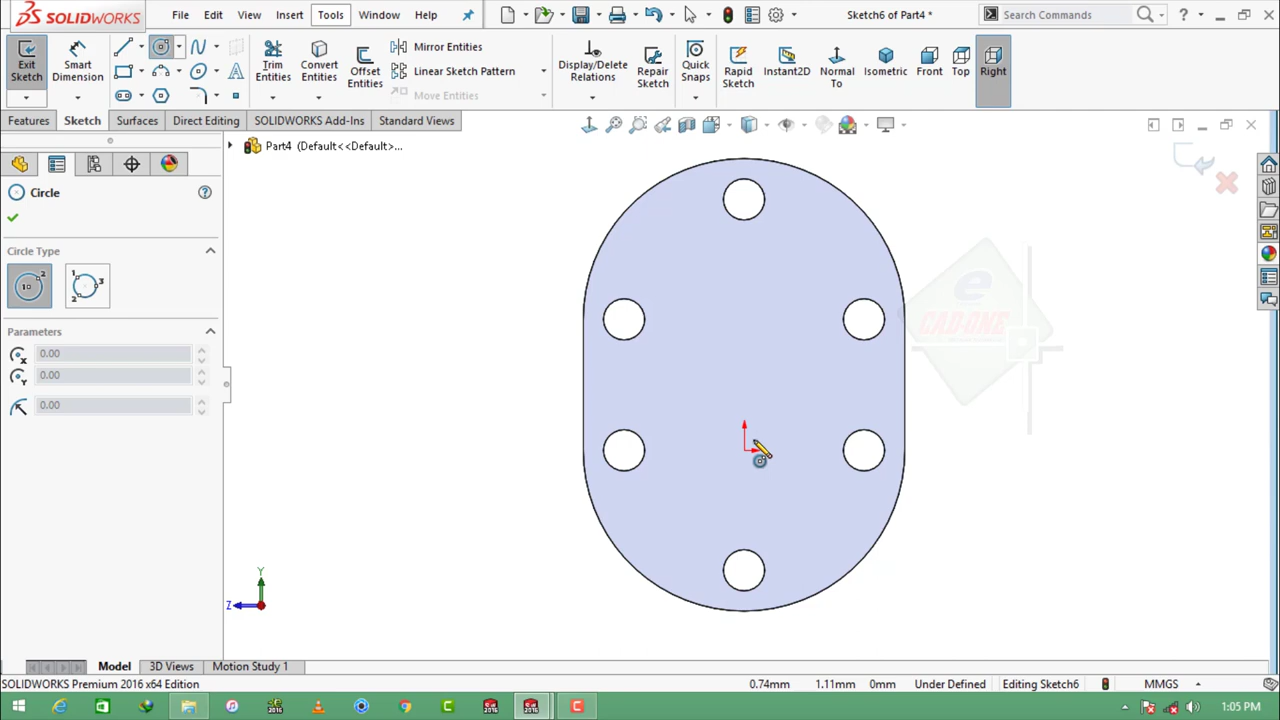 SOLIDWORKS
File
Edit
View
Insert
Tools
Window
Help
Sketch6 of Part4 *
Search Commands
?
Exit Sketch
Smart Dimension
Trim Entities
Convert Entities
Offset Entities
Mirror Entities
Linear Sketch Pattern
Move Entities
Display/Delete Relations
Repair Sketch
Quick Snaps
Rapid Sketch
Instant2D
Normal To
Isometric
Front
Top
Right
Features
Sketch
Surfaces
Direct Editing
SOLIDWORKS Add-Ins
Standard Views
Part4 (Default<<Default>...
Circle
?
Circle Type
Parameters
0.00
0.00
0.00
e
CAD-ONE
Y
Z
Model
3D Views
Motion Study 1
SOLIDWORKS Premium 2016 x64 Edition
0.74mm
1.11mm
0mm
Under Defined
Editing Sketch6
MMGS
1:05 PM